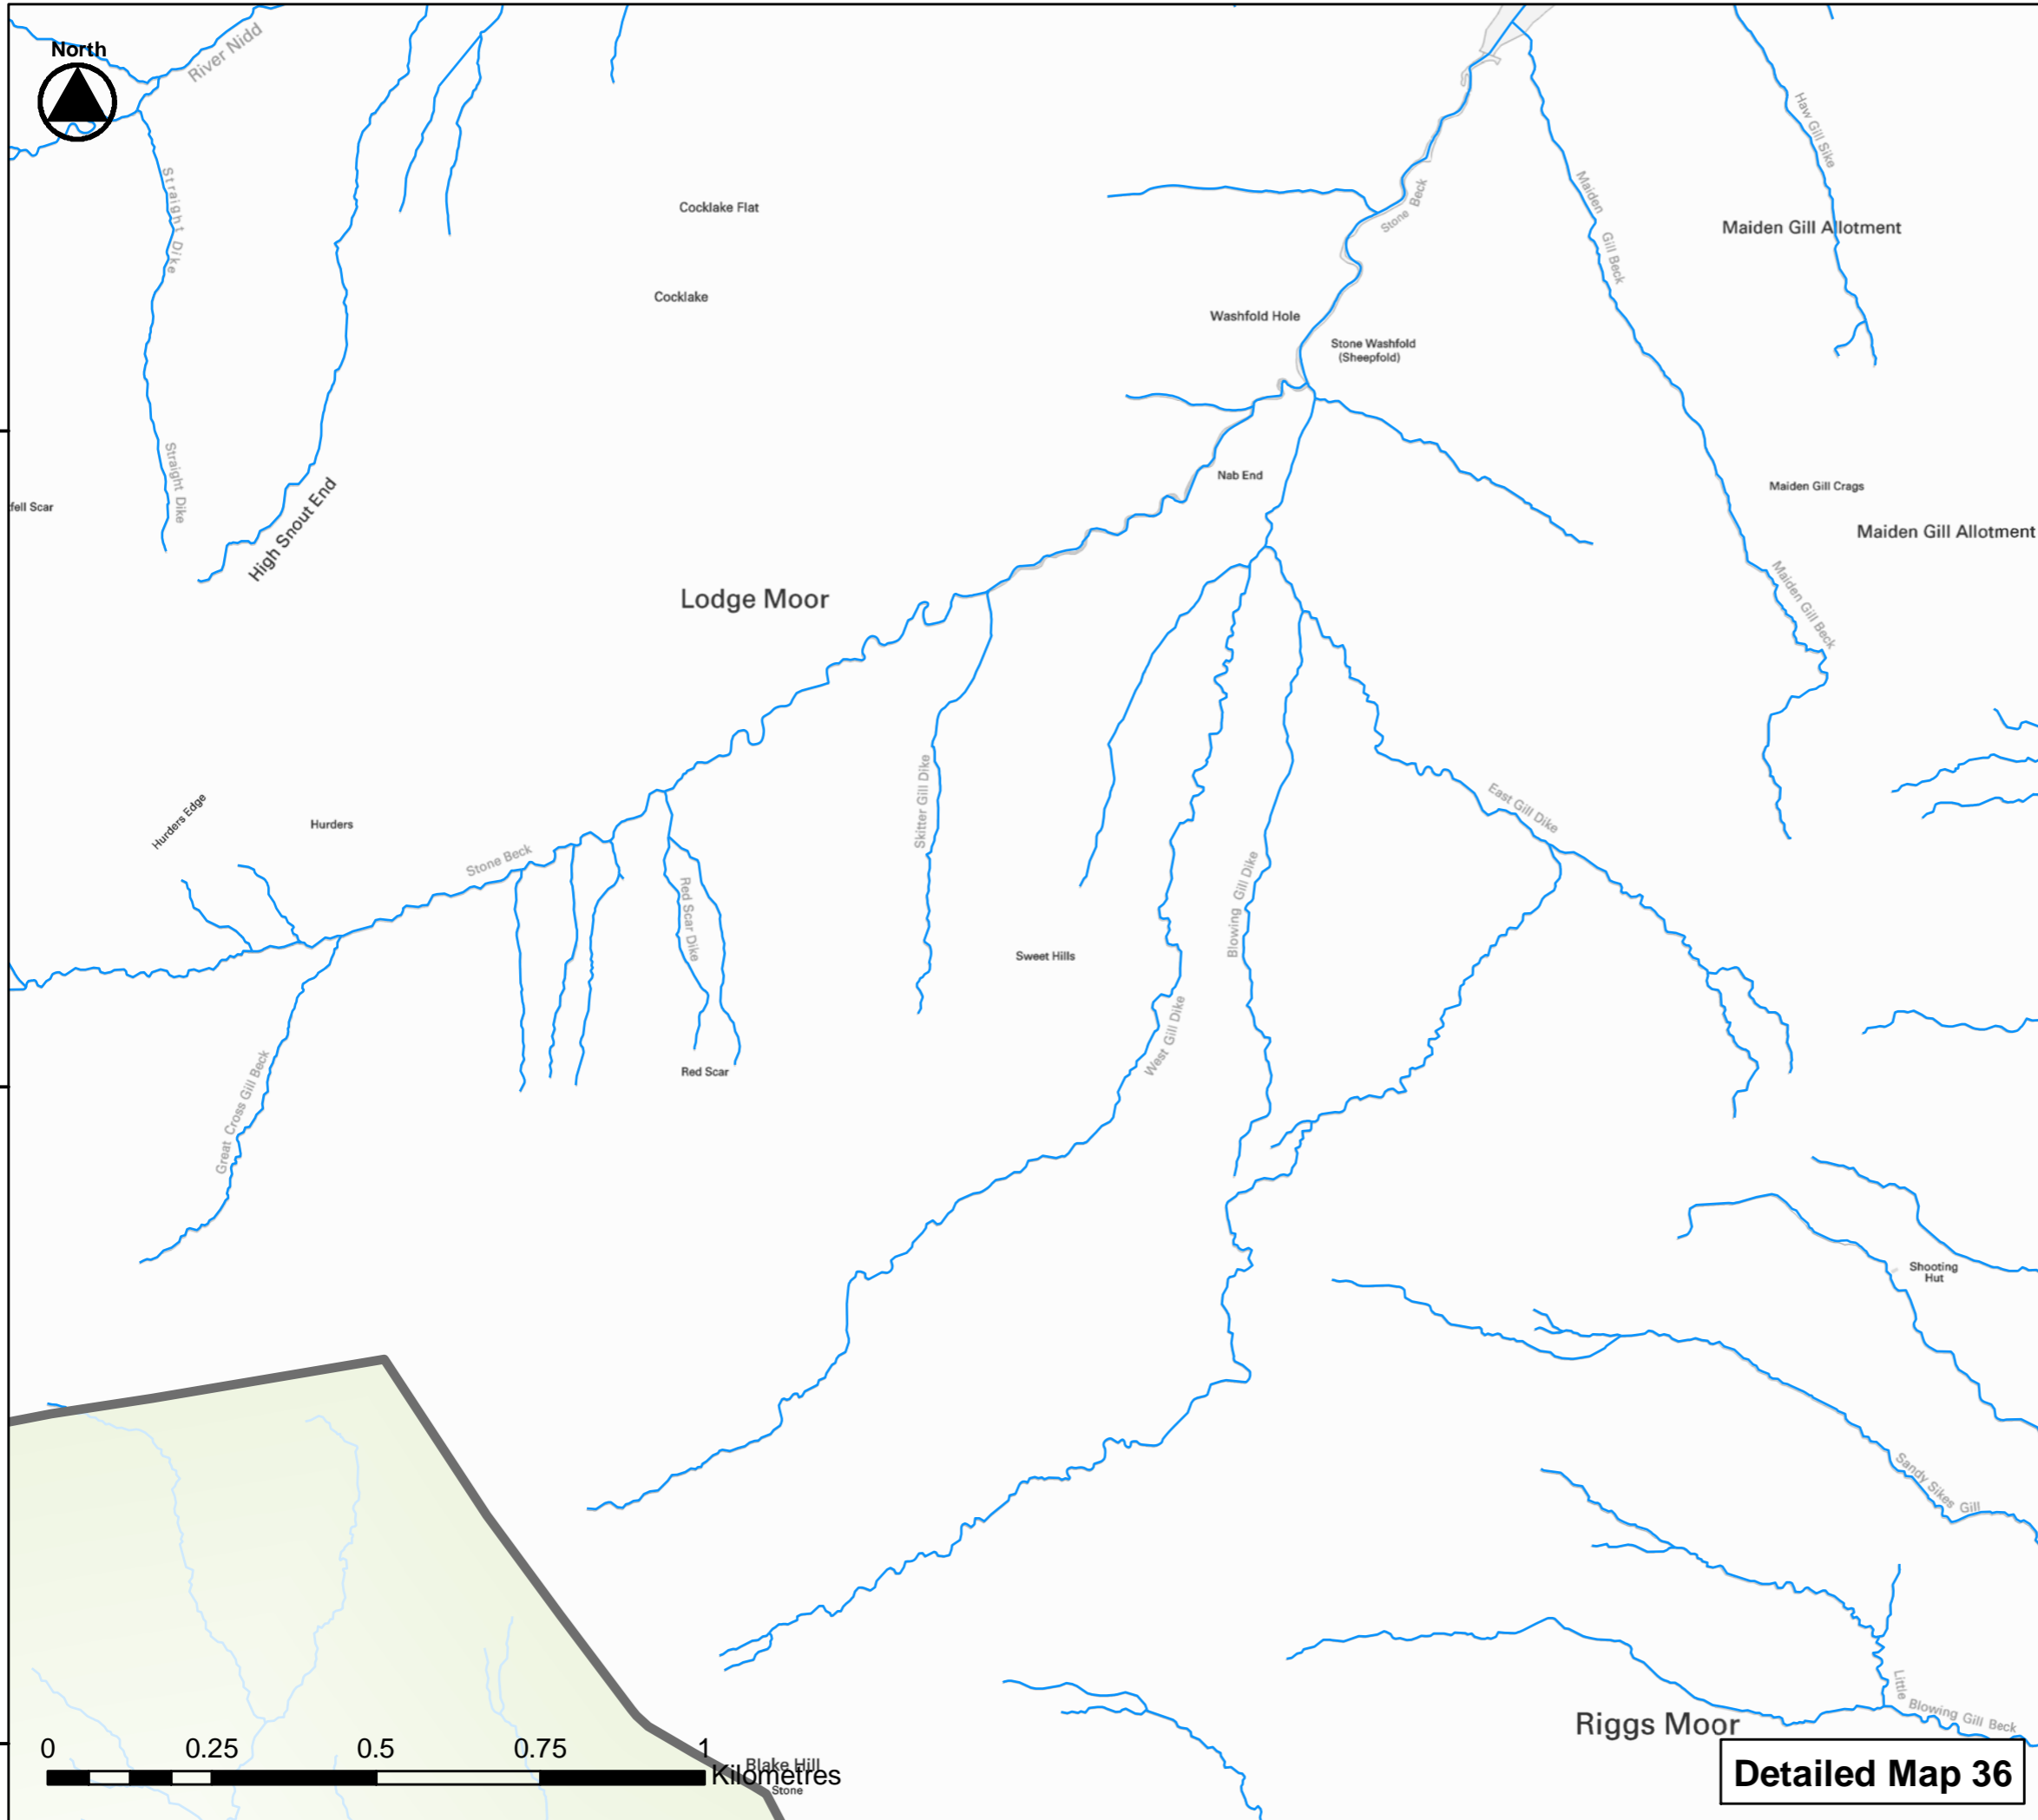 North
River Nidd
Haw Gill Sike
Straight Dike
Stone Beck
Maiden Gill Beck
Cocklake Flat
Maiden Gill Allotment
Cocklake
Washfold Hole
Stone Washfold
(Sheepfold)
Straight Dike
High Snout End
Nab End
Maiden Gill Crags
fell Scar
Maiden Gill Allotment
Lodge Moor
Maiden Gill Beck
Hurders Edge
Hurders
Skitter Gill Dike
East Gill Dike
Stone Beck
Red Scar Dike
Blowing Gill Dike
Sweet Hills
West Gill Dike
Great Cross Gill Beck
Red Scar
Shooting
Hut
Sandy Sikes Gill
Little Blowing Gill Beck
Riggs Moor
0 0.25 0.5 0.75 1
Kilometres
Blake Hill
Stone
Detailed Map 36